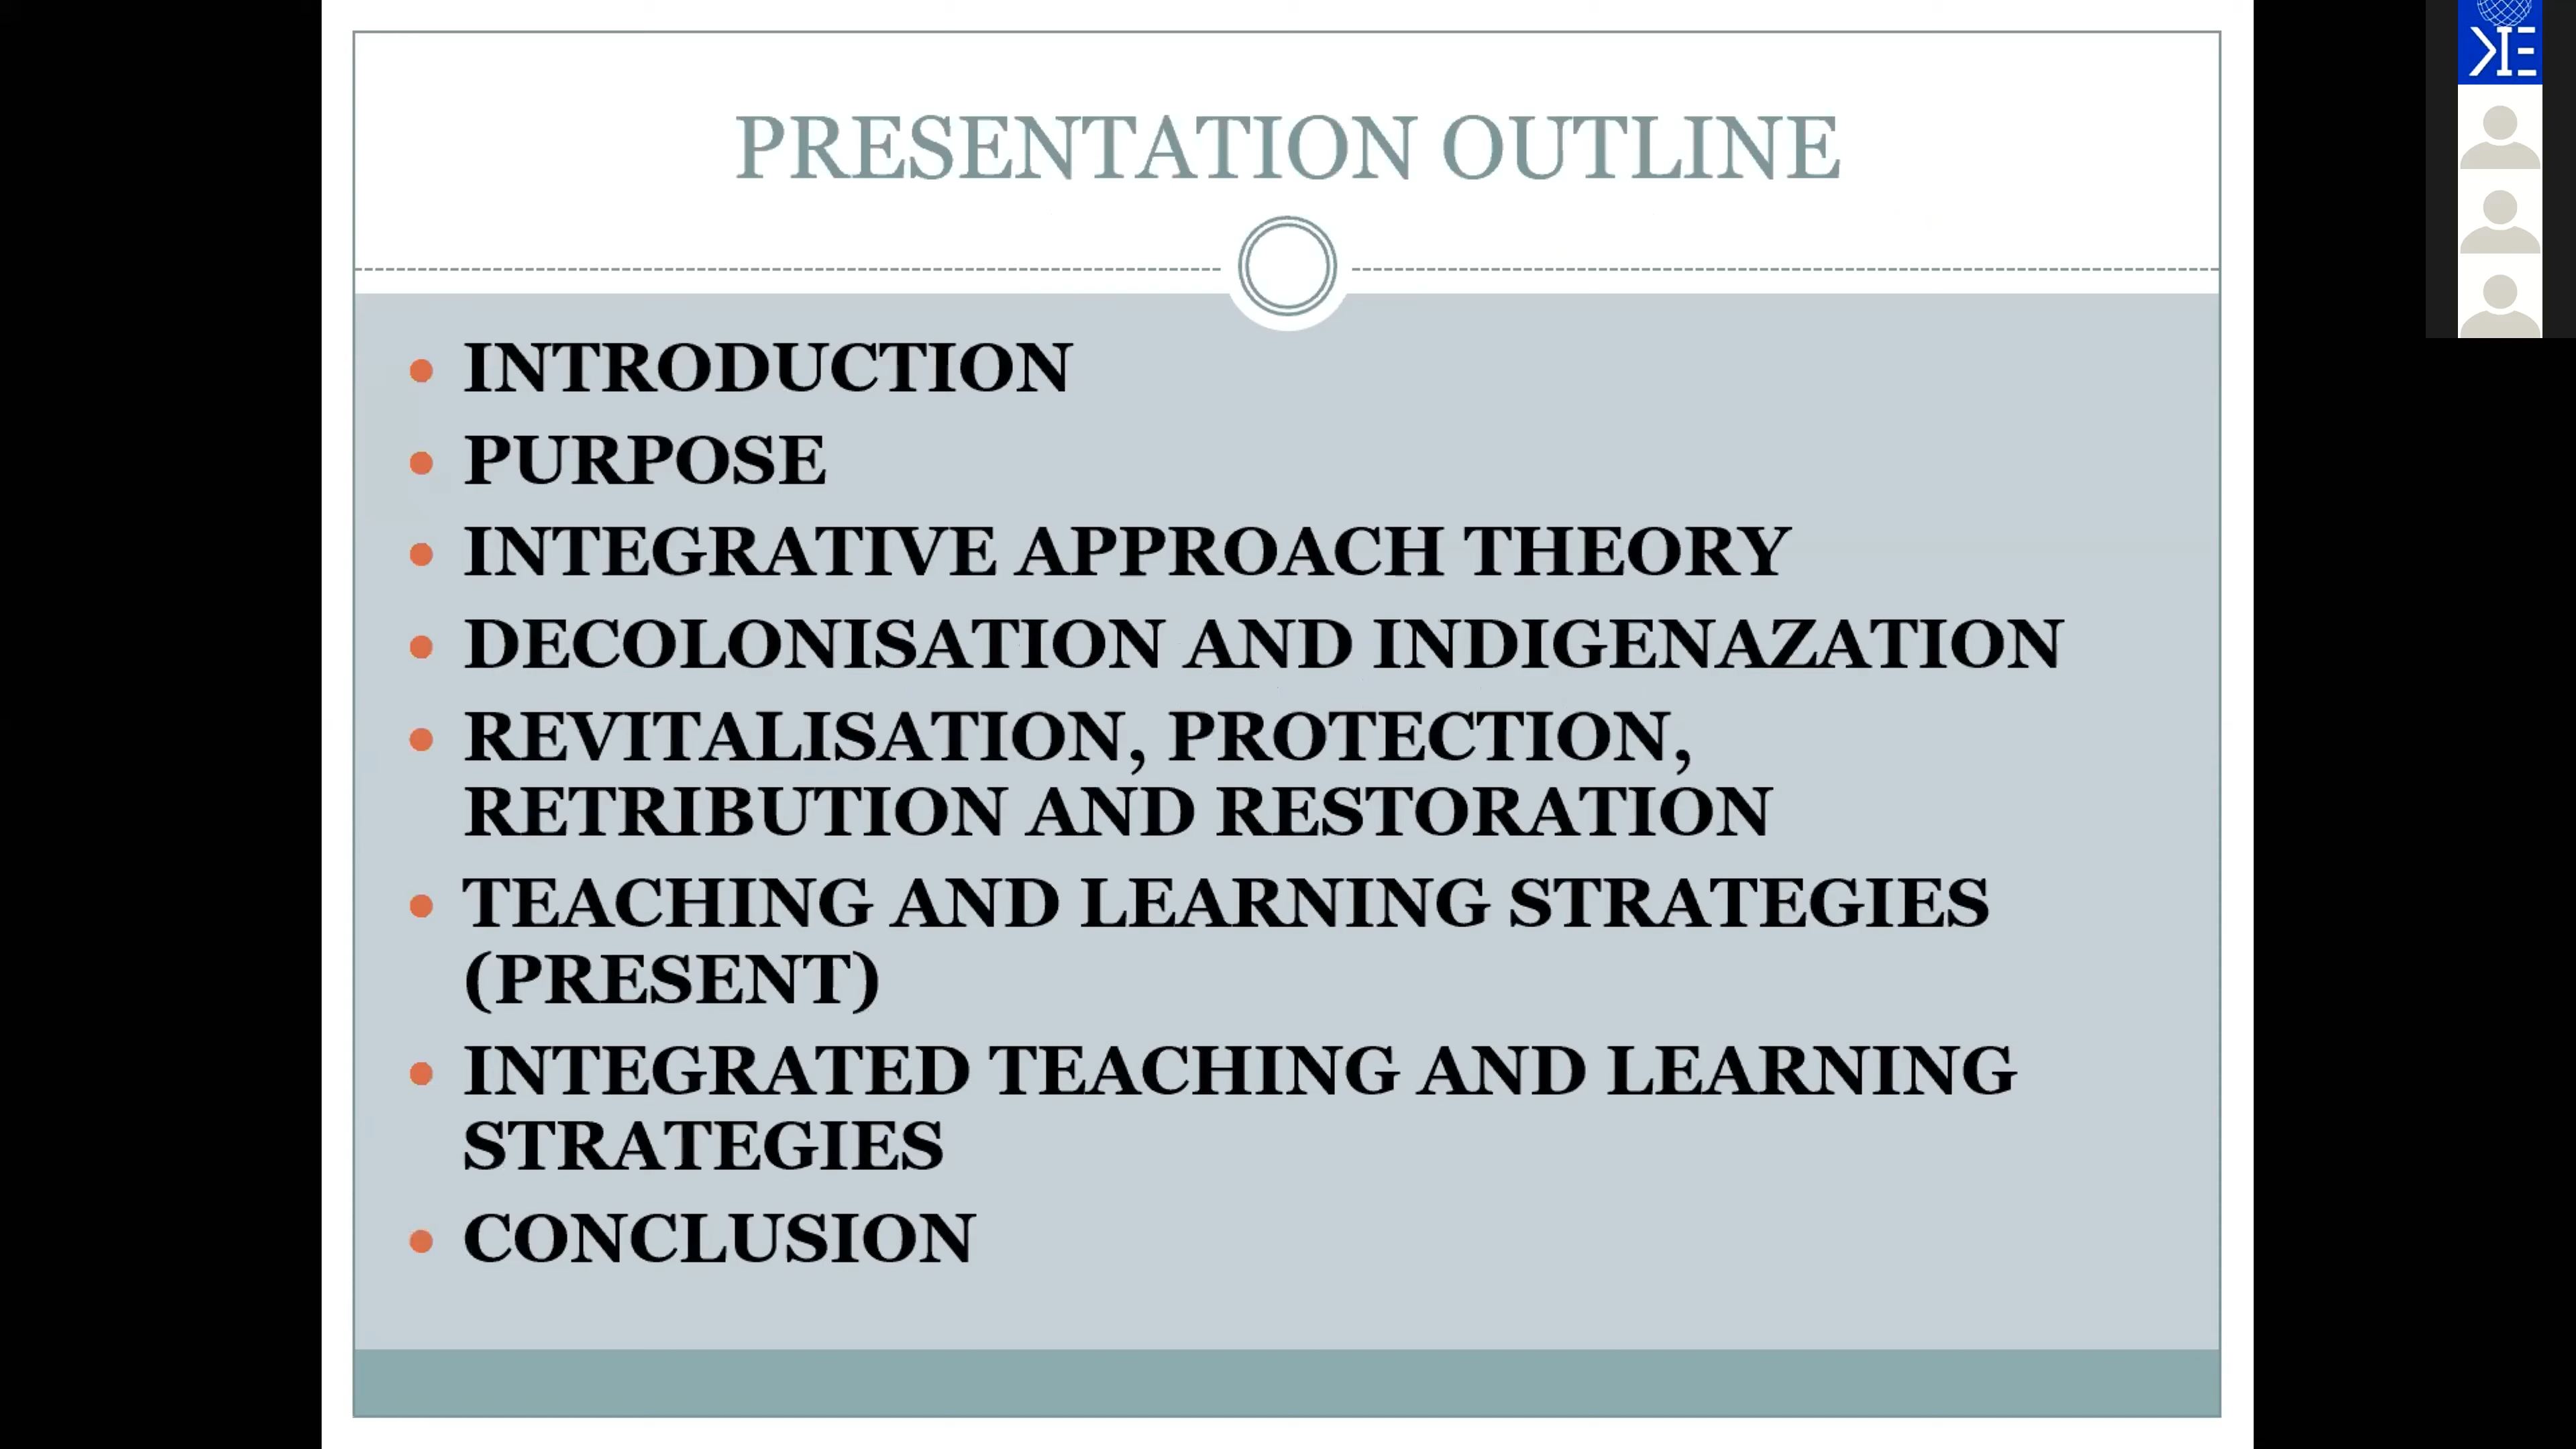 PRESENTATION OUTLINE
• INTRODUCTION
• PURPOSE
• INTEGRATIVE APPROACH THEORY
• DECOLONISATION AND INDIGENAZATION
• REVITALISATION, PROTECTION,
RETRIBUTION AND RESTORATION
• TEACHING AND LEARNING STRATEGIES
(PRESENT)
• INTEGRATED TEACHING AND LEARNING
STRATEGIES
• CONCLUSION